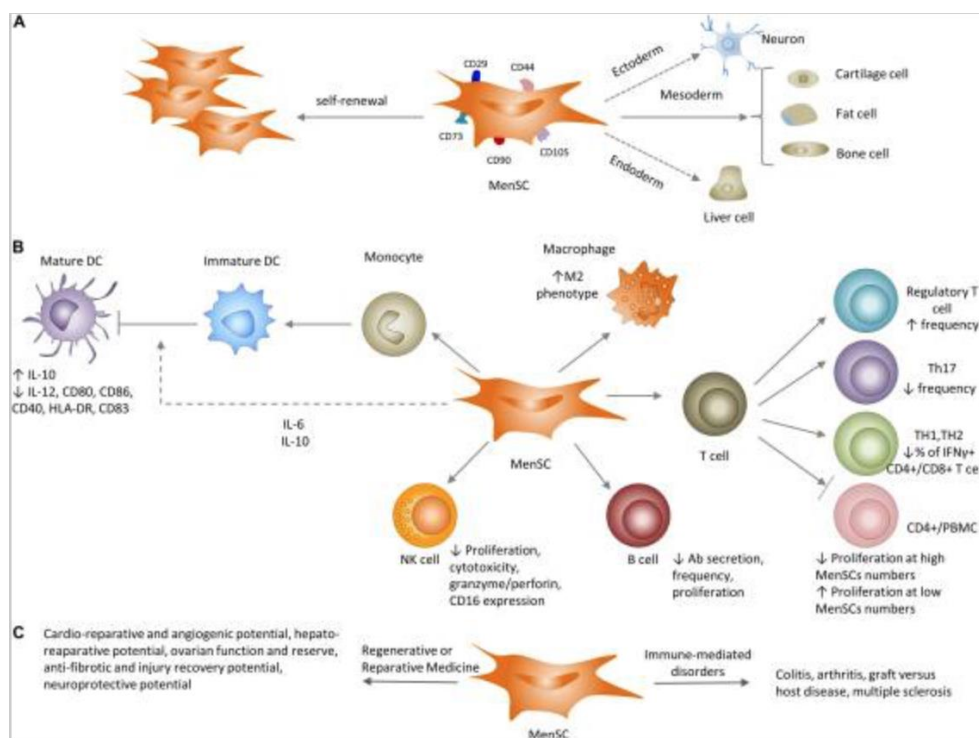 A
self-renewal
CD29
CD44
CD73
CD90
CD105
MenSC
Ectoderm
Mesoderm
Endoderm
Neuron
Cartilage cell
Fat cell
Bone cell
Liver cell
B
Mature DC
Immature DC
Monocyte
Macrophage
↑M2
phenotype
↑ IL-10
↓ IL-12, CD80, CD86,
CD40, HLA-DR, CD83
IL-6
IL-10
MenSC
T cell
Regulatory T
cell
↑ frequency
Th17
↓ frequency
TH1,TH2
↓% of IFNγ+
CD4+/CD8+ T ce
CD4+/PBMC
↓ Proliferation at high
MenSCs numbers
↑ Proliferation at low
MenSCs numbers
NK cell
↓ Proliferation,
cytotoxicity,
granzyme/perforin,
CD16 expression
B cell
↓ Ab secretion,
frequency,
proliferation
C
Cardio-reparative and angiogenic potential, hepato-
reaparative potential, ovarian function and reserve,
anti-fibrotic and injury recovery potential,
neuroprotective potential
Regenerative or
Reparative Medicine
MenSC
Immune-mediated
disorders
Colitis, arthritis, graft versus
host disease, multiple sclerosis